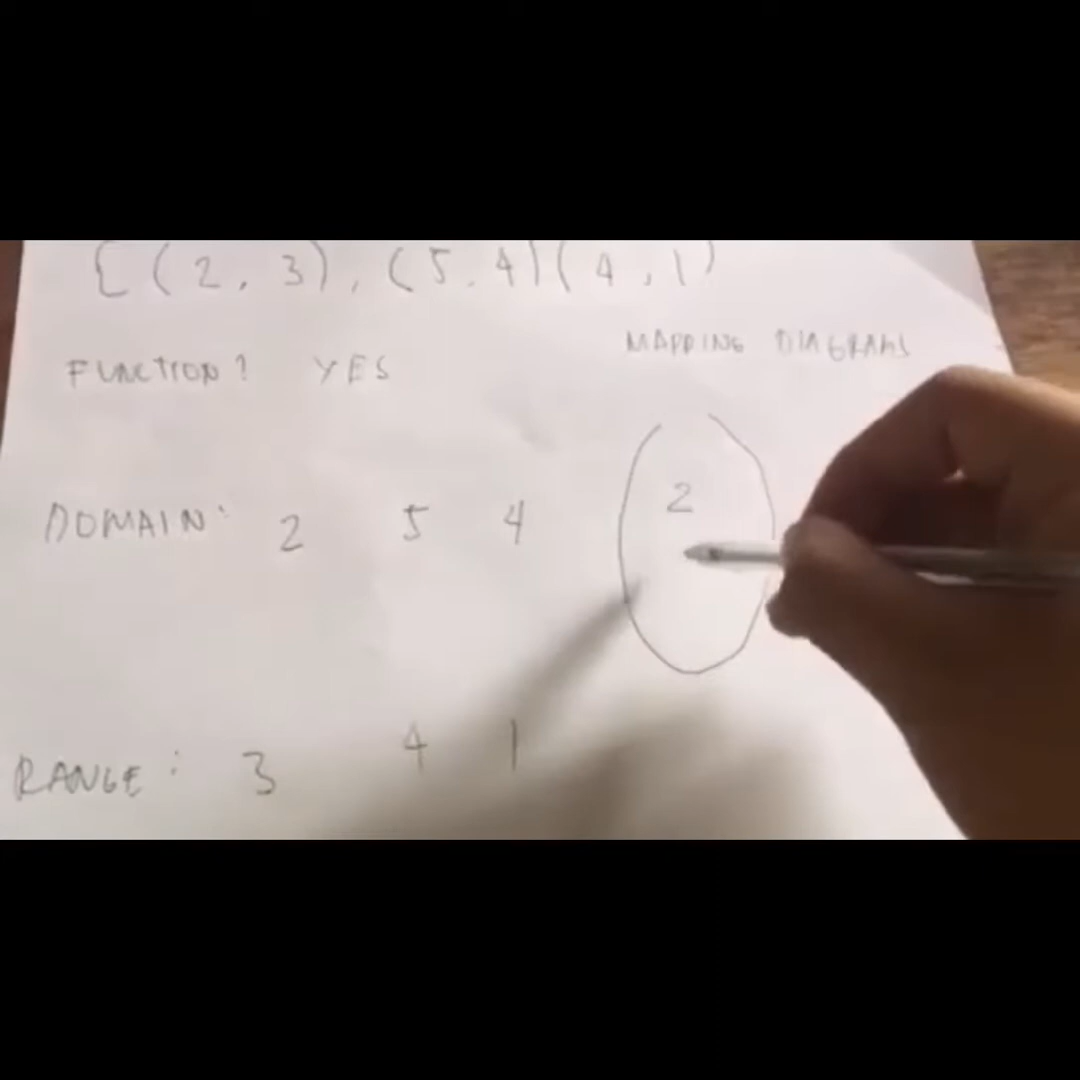 {(2, 3), (5, 4)(4, 1)
FUNCTION? YES
MAPPING DIAGRAMS
DOMAIN: 2 5 4
2
RANGE: 3 4 1